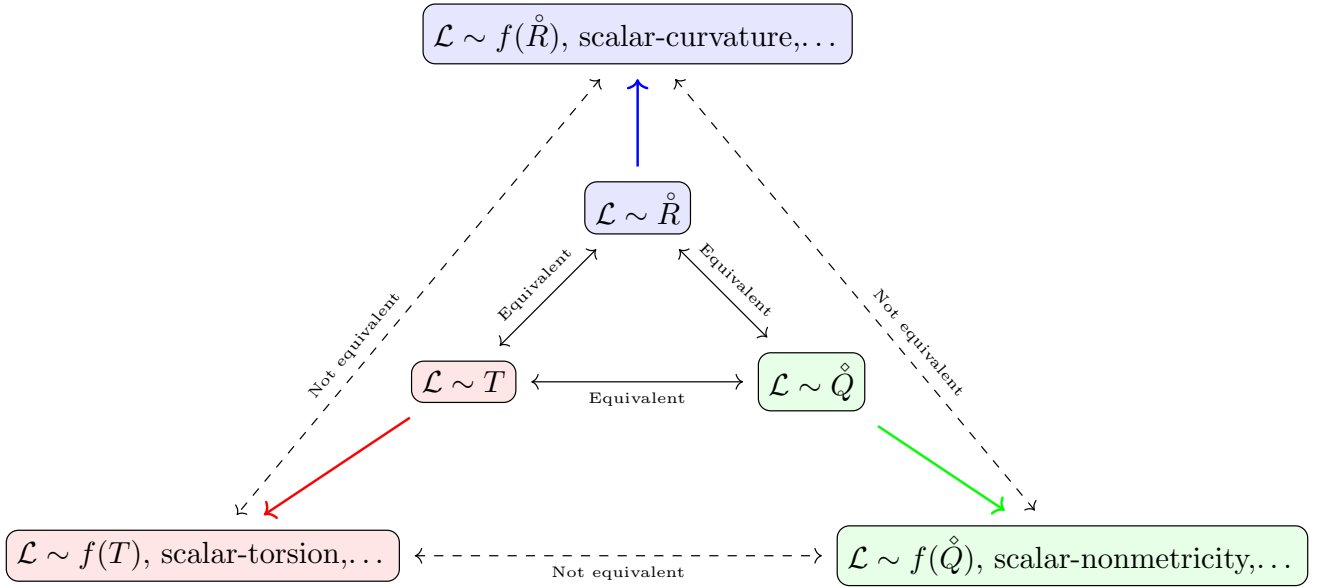 ℒ ∼ f(R̊), scalar-curvature,…
ℒ ∼ R̊
Equivalent
Equivalent
Not equivalent
Not equivalent
ℒ ∼ T
Equivalent
ℒ ∼ Q⋄̊
ℒ ∼ f(T), scalar-torsion,…
Not equivalent
ℒ ∼ f(Q⋄̊), scalar-nonmetricity,…